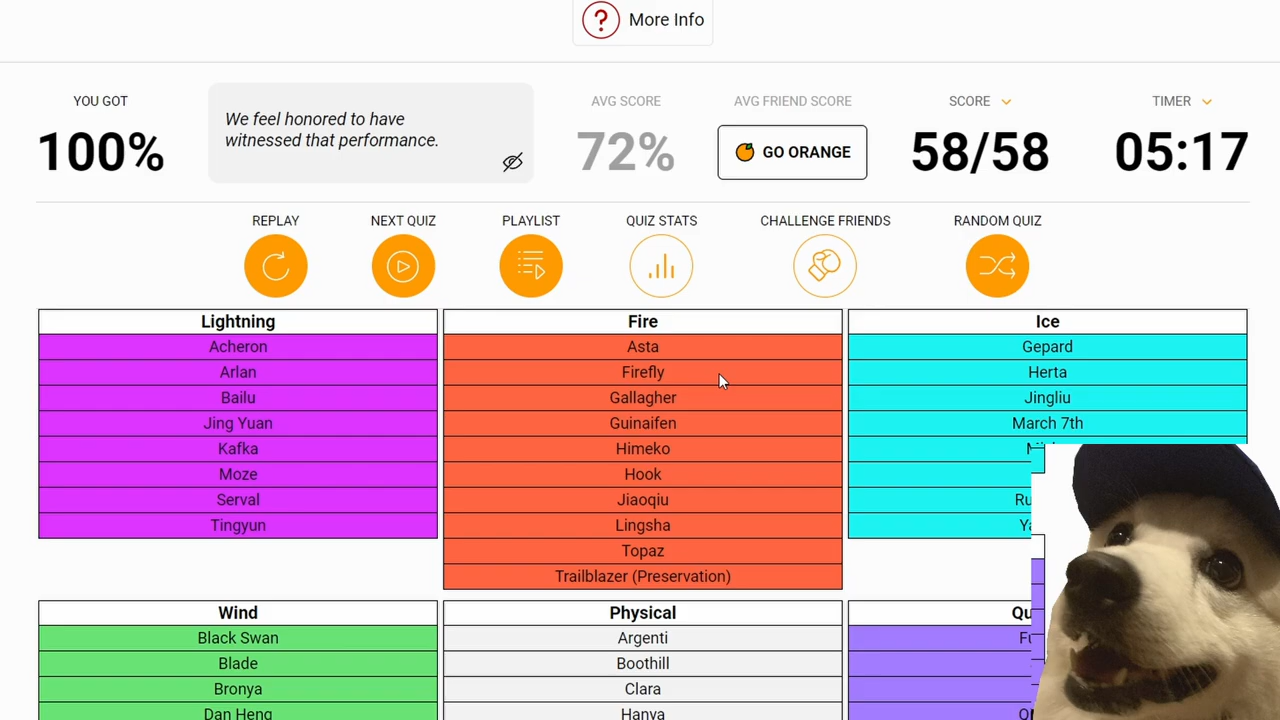 More Info
YOU GOT
100%
We feel honored to have
witnessed that performance.
AVG SCORE
72%
AVG FRIEND SCORE
GO ORANGE
SCORE
58/58
TIMER
05:17
REPLAY
NEXT QUIZ
PLAYLIST
QUIZ STATS
CHALLENGE FRIENDS
RANDOM QUIZ
Lightning
Acheron
Arlan
Bailu
Jing Yuan
Kafka
Moze
Serval
Tingyun
Fire
Asta
Firefly
Gallagher
Guinaifen
Himeko
Hook
Jiaoqiu
Lingsha
Topaz
Trailblazer (Preservation)
Ice
Gepard
Herta
Jingliu
March 7th
Ru
Wind
Black Swan
Blade
Bronya
Dan Heng
Physical
Argenti
Boothill
Clara
Hanya
Qu